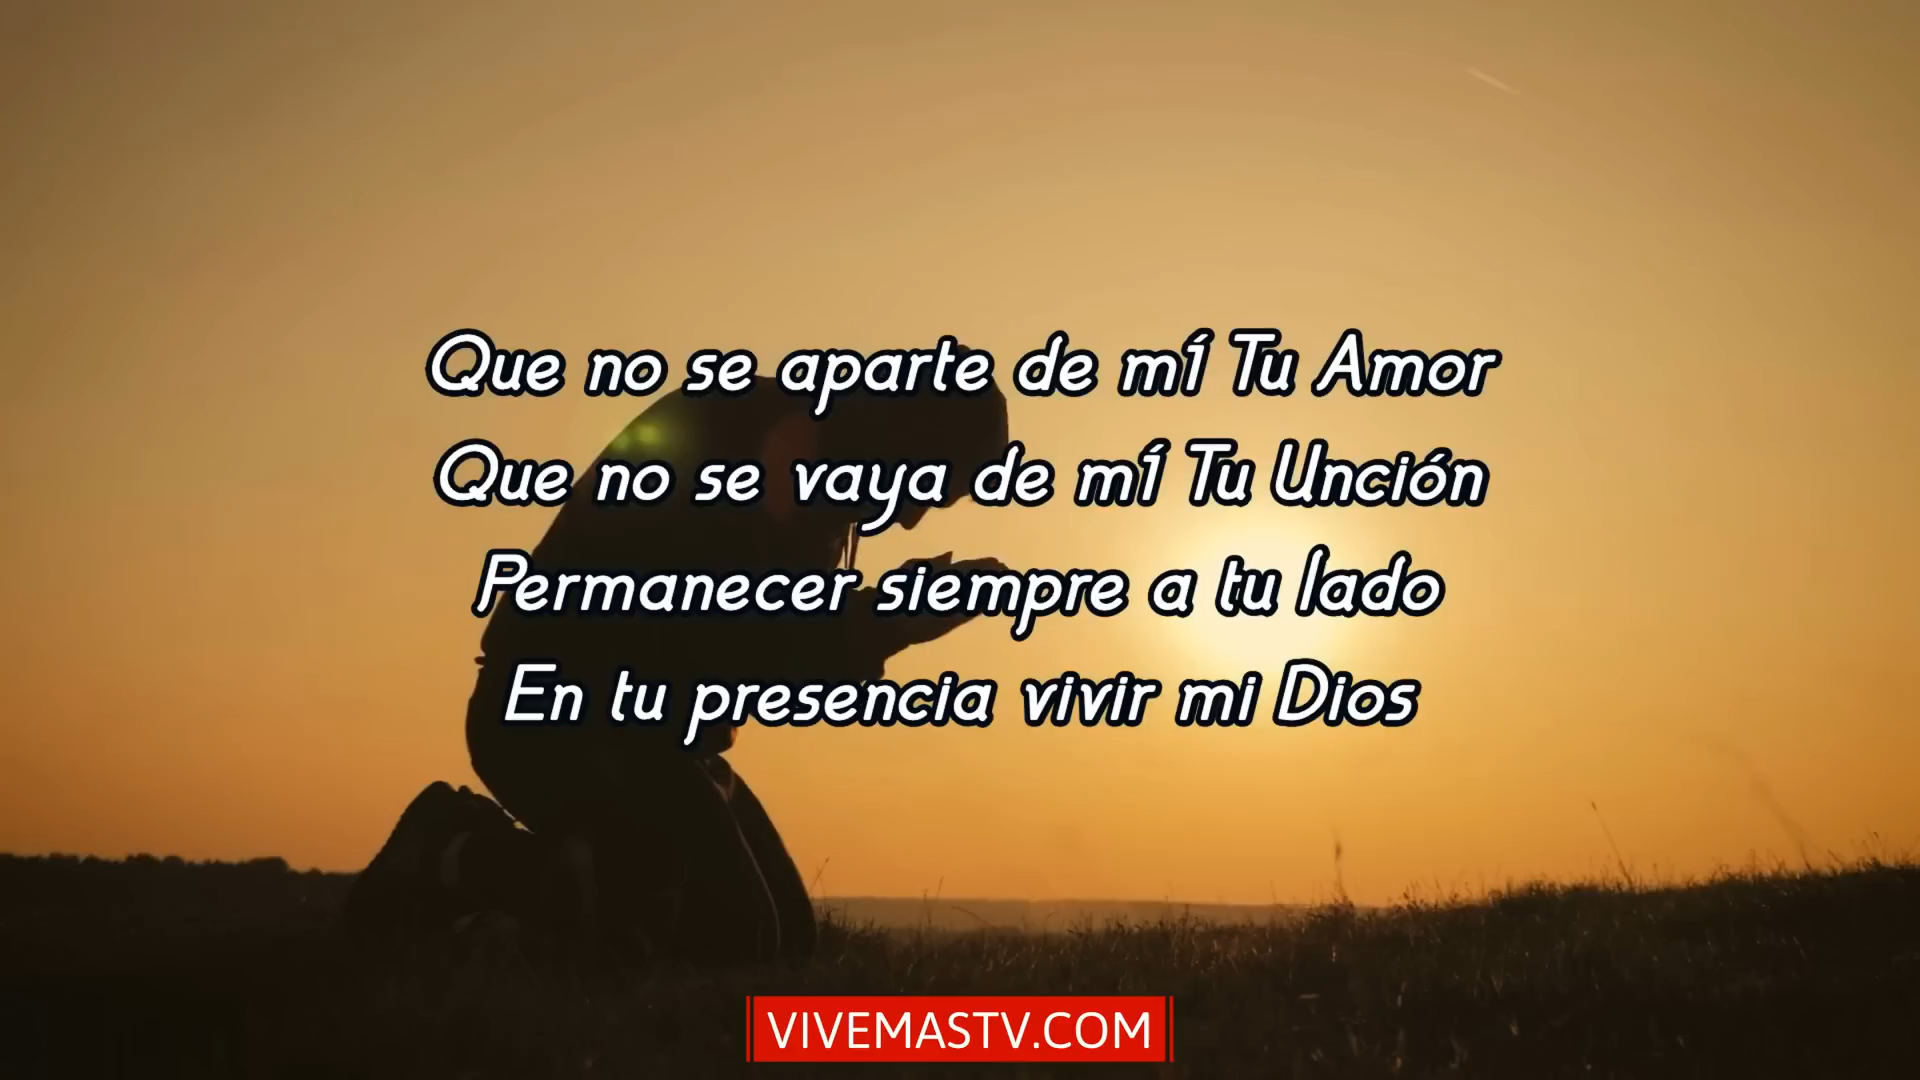 Que no se aparte de mí Tu Amor
Que no se vaya de mí Tu Unción
Permanecer siempre a tu lado
En tu presencia vivir mi Dios
VIVEMASTV.COM